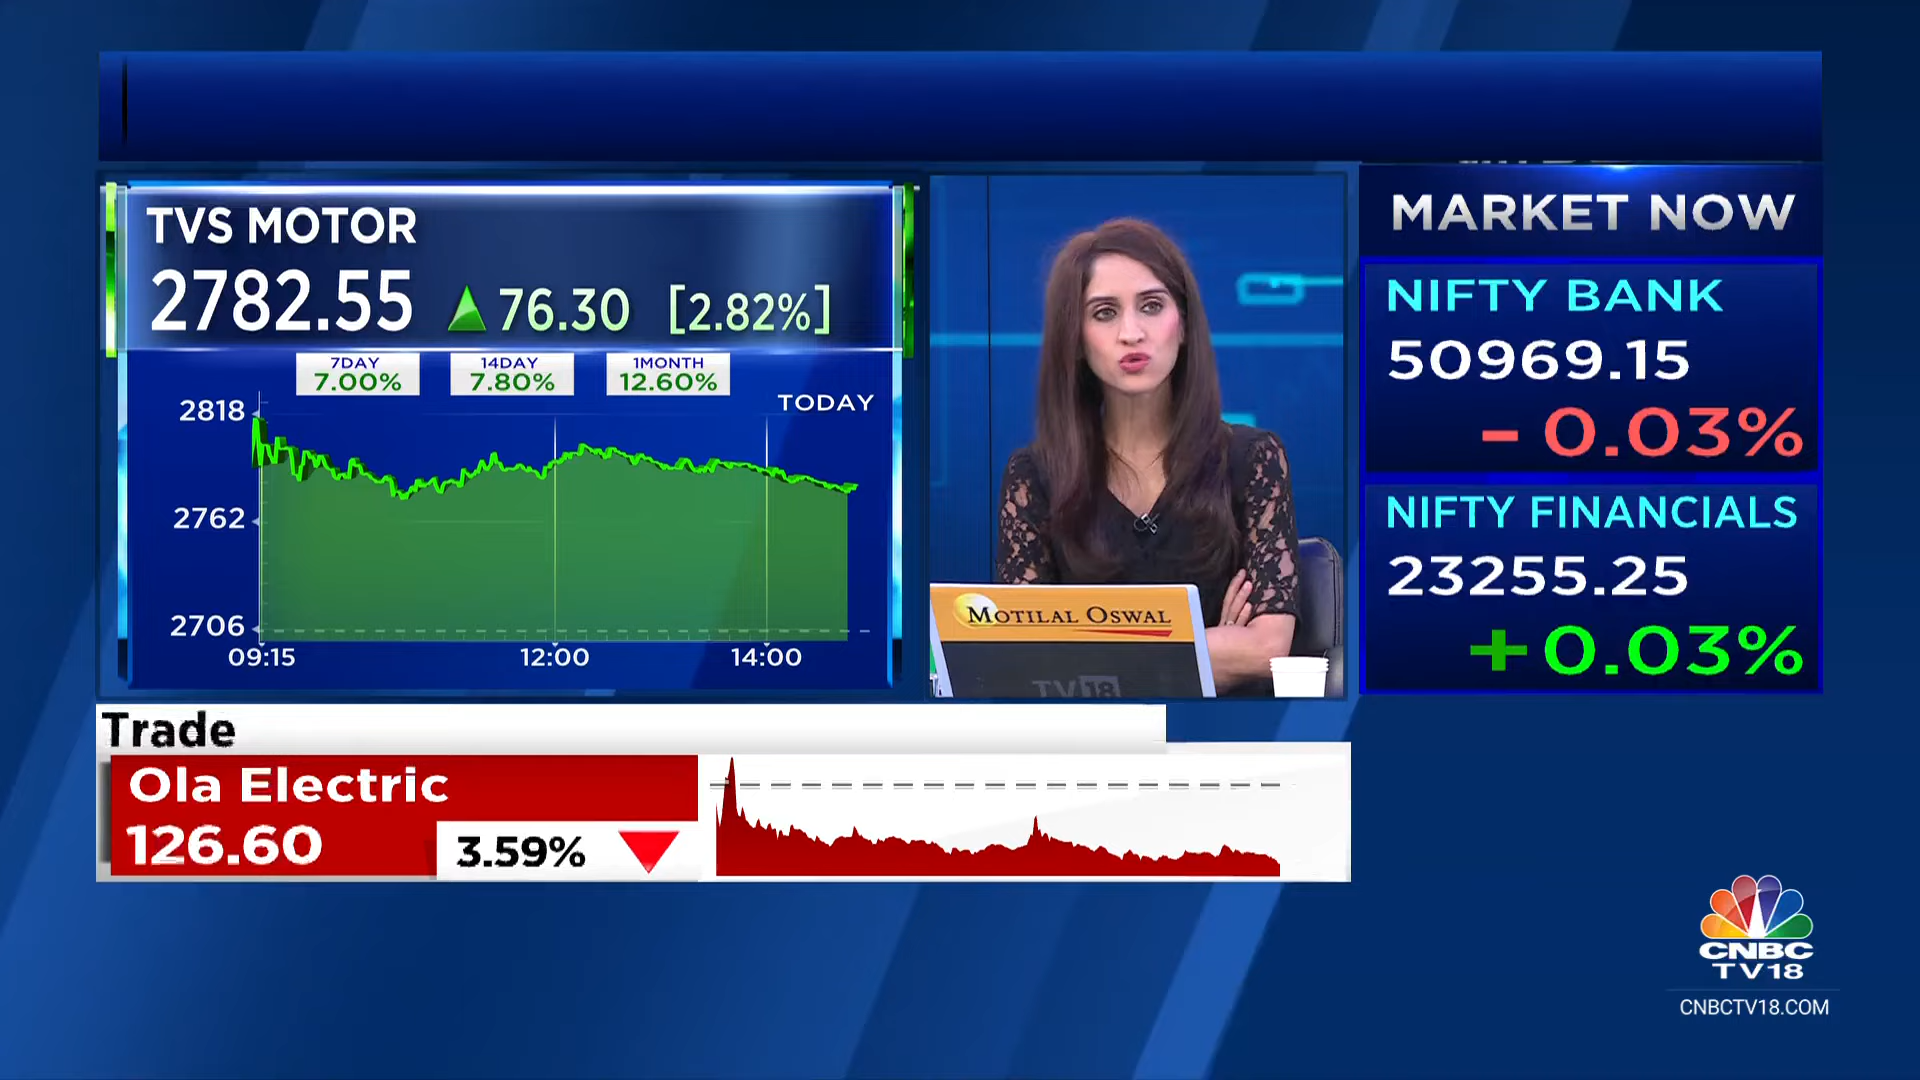 TVS MOTOR
2782.55 ▲ 76.30 [2.82%]
7DAY
7.00%
14DAY
7.80%
1MONTH
12.60%
TODAY
2818
2762
2706
09:15
12:00
14:00
MOTILAL OSWAL
TV18
MARKET NOW
NIFTY BANK
50969.15
- 0.03%
NIFTY FINANCIALS
23255.25
+0.03%
Trade
Ola Electric
126.60
3.59%
CNBC
TV18
CNBCTV18.COM